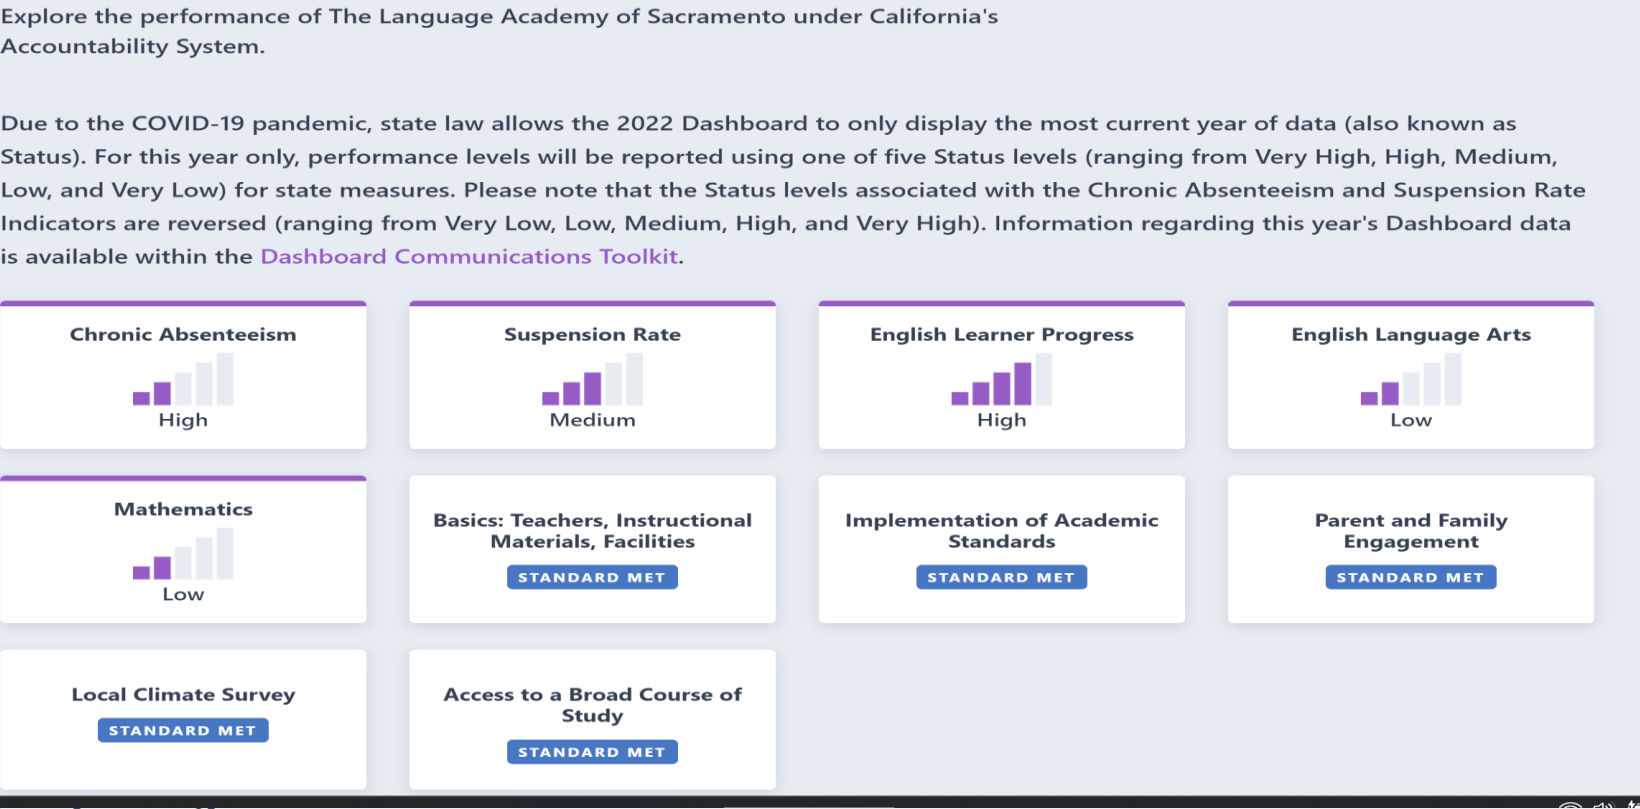 Explore the performance of The Language Academy of Sacramento under California's
Accountability System.
Due to the COVID-19 pandemic, state law allows the 2022 Dashboard to only display the most current year of data (also known as
Status). For this year only, performance levels will be reported using one of five Status levels (ranging from Very High, High, Medium,
Low, and Very Low) for state measures. Please note that the Status levels associated with the Chronic Absenteeism and Suspension Rate
Indicators are reversed (ranging from Very Low, Low, Medium, High, and Very High). Information regarding this year's Dashboard data
is available within the Dashboard Communications Toolkit.
Chronic Absenteeism
High
Suspension Rate
Medium
English Learner Progress
High
English Language Arts
Low
Mathematics
Low
Basics: Teachers, Instructional
Materials, Facilities
STANDARD MET
Implementation of Academic
Standards
STANDARD MET
Parent and Family
Engagement
STANDARD MET
Local Climate Survey
STANDARD MET
Access to a Broad Course of
Study
STANDARD MET